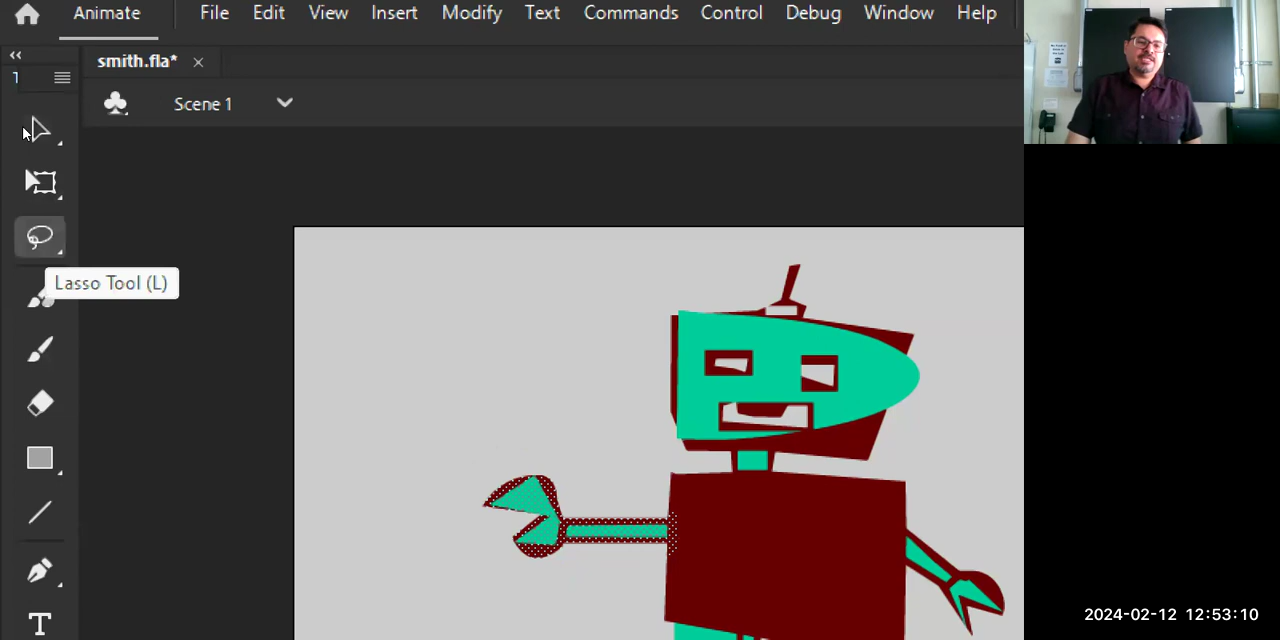 Animate
File Edit View Insert Modify Text Commands Control Debug Window Help
smith.fla*
Scene 1
Lasso Tool (L)
T
2024-02-12 12:53:10